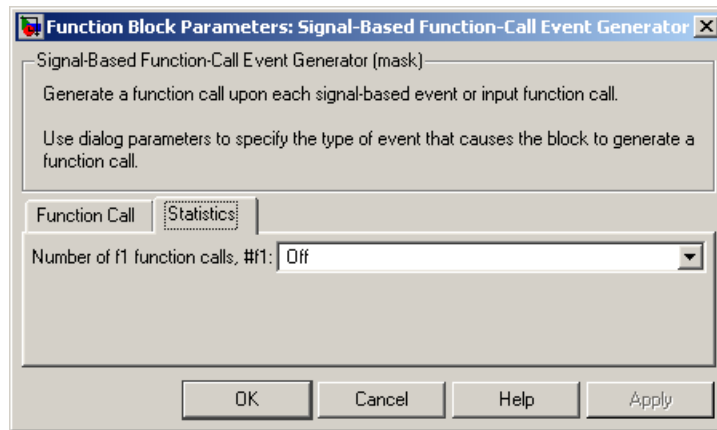 Function Block Parameters: Signal-Based Function-Call Event Generator
Signal-Based Function-Call Event Generator (mask)
Generate a function call upon each signal-based event or input function call.
Use dialog parameters to specify the type of event that causes the block to generate a
function call.
Function Call
Statistics
Number of f1 function calls, #f1: Off
OK Cancel Help Apply